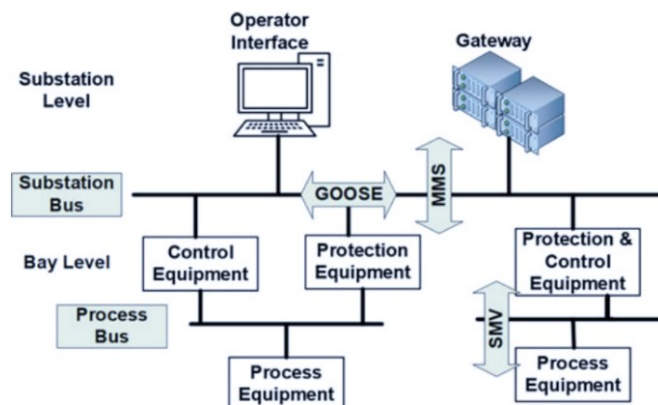 Operator
Interface
Gateway
Substation
Level
Substation
Bus
GOOSE
MMS
Bay Level
Control
Equipment
Protection
Equipment
Protection &
Control
Equipment
Process
Bus
SMV
Process
Equipment
Process
Equipment